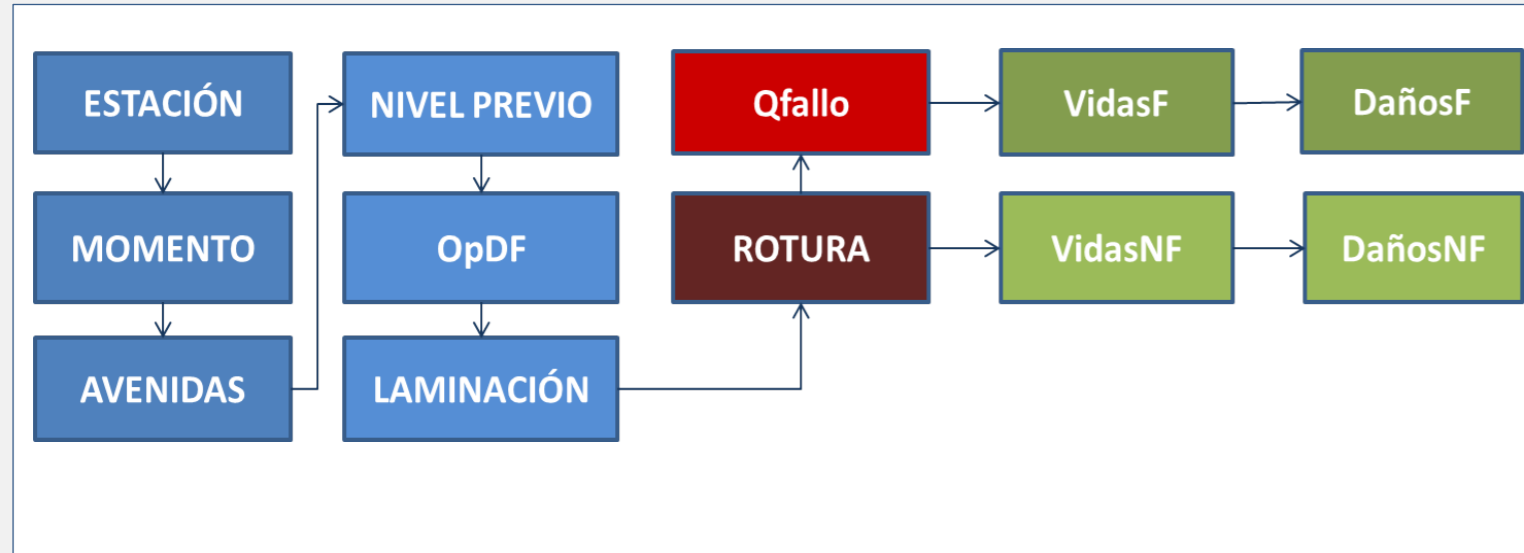 ESTACIÓN
MOMENTO
AVENIDAS
NIVEL PREVIO
OpDF
LAMINACIÓN
Qfallo
ROTURA
VidasF
DañosF
VidasNF
DañosNF